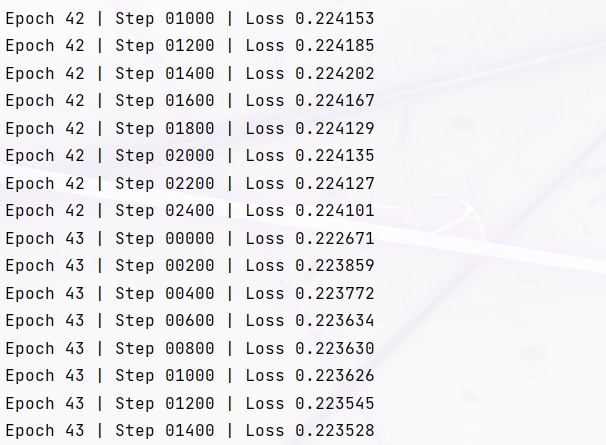 Epoch 42 | Step 01000 | Loss 0.224153
Epoch 42 | Step 01200 | Loss 0.224185
Epoch 42 | Step 01400 | Loss 0.224202
Epoch 42 | Step 01600 | Loss 0.224167
Epoch 42 | Step 01800 | Loss 0.224129
Epoch 42 | Step 02000 | Loss 0.224135
Epoch 42 | Step 02200 | Loss 0.224127
Epoch 42 | Step 02400 | Loss 0.224101
Epoch 43 | Step 00000 | Loss 0.222671
Epoch 43 | Step 00200 | Loss 0.223859
Epoch 43 | Step 00400 | Loss 0.223772
Epoch 43 | Step 00600 | Loss 0.223634
Epoch 43 | Step 00800 | Loss 0.223630
Epoch 43 | Step 01000 | Loss 0.223626
Epoch 43 | Step 01200 | Loss 0.223545
Epoch 43 | Step 01400 | Loss 0.223528